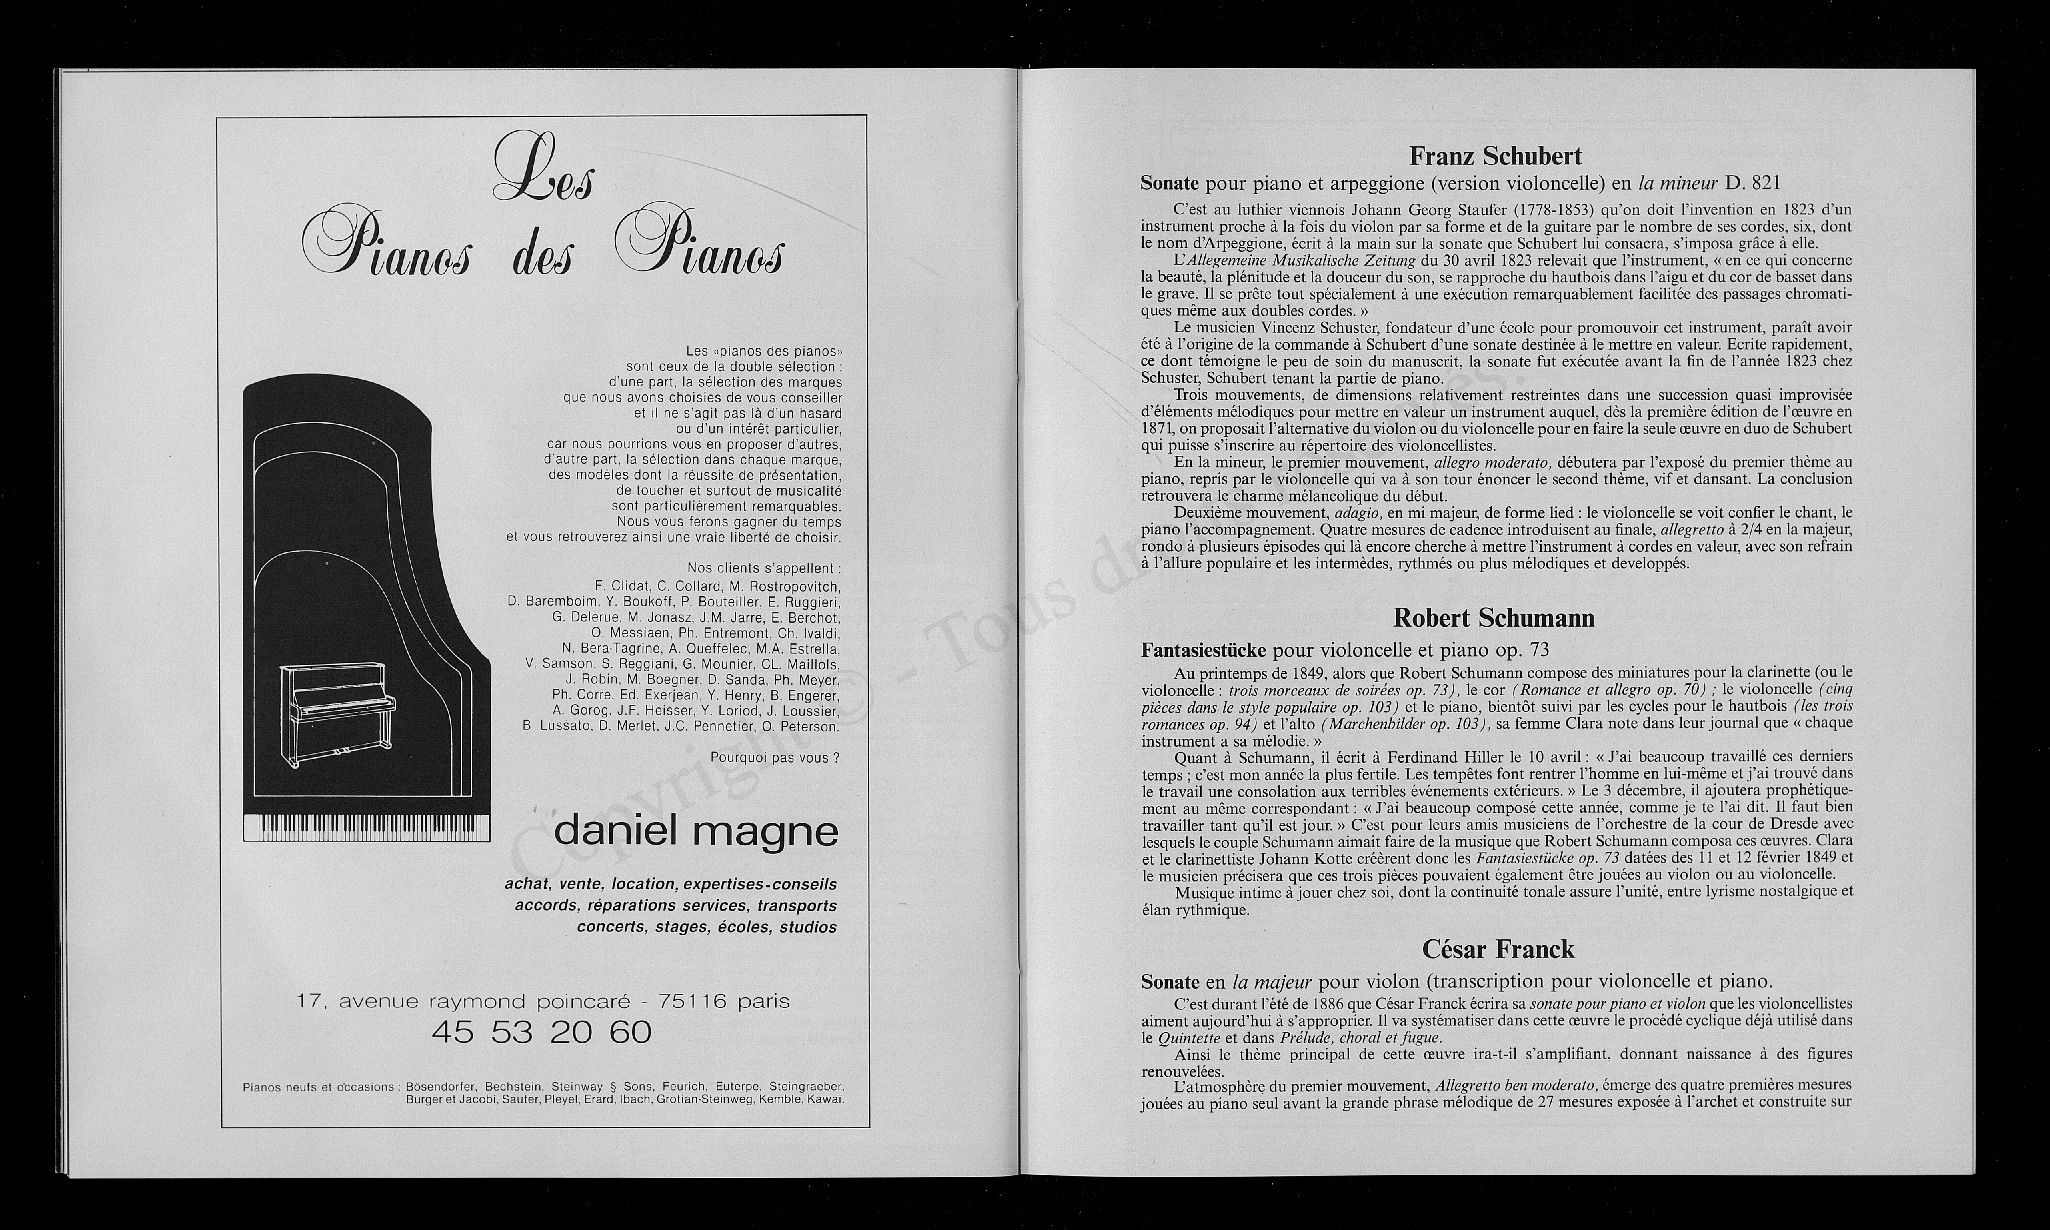 Les
Pianos des Pianos
Les «pianos des pianos»
sont ceux de la double sélection :
d'une part, la sélection des marques
que nous avons choisies de vous conseiller
et il ne s'agit pas là d'un hasard
ou d'un intérêt particulier,
car nous pourrions vous en proposer d'autres,
d'autre part, la sélection dans chaque marque,
des modèles dont la réussite de présentation,
de toucher et surtout de musicalité
sont particulièrement remarquables.
Nous vous ferons gagner du temps
et vous retrouverez ainsi une vraie liberté de choisir.
Nos clients s'appellent :
F. Clidat, C. Collard, M. Rostropovitch,
D. Baremboim, Y. Boukoff, P. Bouteiller, E. Ruggieri,
G. Delerue, M. Jonasz, J.M. Jarre, E. Berchot,
O. Messiaen, Ph. Entremont, Ch. Ivaldi,
N. Bera-Tagrine, A. Queffelec, M.A. Estrella,
V. Samson, S. Reggiani, G. Mounier, CL. Maillols,
J. Robin, M. Boegner, D. Sanda, Ph. Meyer,
Ph. Corre, Ed. Exerjean, Y. Henry, B. Engerer,
A. Gorog, J.F. Heisser, Y. Loriod, J. Loussier,
B. Lussato, D. Merlet, J.C. Pennetier, O. Peterson.
Pourquoi pas vous ?
daniel magne
achat, vente, location, expertises-conseils
accords, réparations services, transports
concerts, stages, écoles, studios
17, avenue raymond poincaré - 75116 paris
45 53 20 60
Pianos neufs et occasions : Bösendorfer, Bechstein, Steinway § Sons, Feurich, Euterpe, Steingraeber,
Burger et Jacobi, Sauter, Pleyel, Erard, Ibach, Grotian-Steinweg, Kemble, Kawai.
Franz Schubert
Sonate pour piano et arpeggione (version violoncelle) en la mineur D. 821
C'est au luthier viennois Johann Georg Staufer (1778-1853) qu'on doit l'invention en 1823 d'un
instrument proche à la fois du violon par sa forme et de la guitare par le nombre de ses cordes, six, dont
le nom d'Arpeggione, écrit à la main sur la sonate que Schubert lui consacra, s'imposa grâce à elle.
L'Allegemeine Musikalische Zeitung du 30 avril 1823 relevait que l'instrument, « en ce qui concerne
la beauté, la plénitude et la douceur du son, se rapproche du hautbois dans l'aigu et du cor de basset dans
le grave. Il se prête tout spécialement à une exécution remarquablement facilitée des passages chromati-
ques même aux doubles cordes. »
Le musicien Vincenz Schuster, fondateur d'une école pour promouvoir cet instrument, paraît avoir
été à l'origine de la commande à Schubert d'une sonate destinée à le mettre en valeur. Ecrite rapidement,
ce dont témoigne le peu de soin du manuscrit, la sonate fut exécutée avant la fin de l'année 1823 chez
Schuster, Schubert tenant la partie de piano.
Trois mouvements, de dimensions relativement restreintes dans une succession quasi improvisée
d'éléments mélodiques pour mettre en valeur un instrument auquel, dès la première édition de l'œuvre en
1871, on proposait l'alternative du violon ou du violoncelle pour en faire la seule œuvre en duo de Schubert
qui puisse s'inscrire au répertoire des violoncellistes.
En la mineur, le premier mouvement, allegro moderato, débutera par l'exposé du premier thème au
piano, repris par le violoncelle qui va à son tour énoncer le second thème, vif et dansant. La conclusion
retrouvera le charme mélancolique du début.
Deuxième mouvement, adagio, en mi majeur, de forme lied : le violoncelle se voit confier le chant, le
piano l'accompagnement. Quatre mesures de cadence introduisent au finale, allegretto à 2/4 en la majeur,
rondo à plusieurs épisodes qui là encore cherche à mettre l'instrument à cordes en valeur, avec son refrain
à l'allure populaire et les intermèdes, rythmés ou plus mélodiques et developpés.
Robert Schumann
Fantasiestücke pour violoncelle et piano op. 73
Au printemps de 1849, alors que Robert Schumann compose des miniatures pour la clarinette (ou le
violoncelle : trois morceaux de soirées op. 73), le cor (Romance et allegro op. 70) ; le violoncelle (cinq
pièces dans le style populaire op. 103) et le piano, bientôt suivi par les cycles pour le hautbois (les trois
romances op. 94) et l'alto (Marchenbilder op. 103), sa femme Clara note dans leur journal que « chaque
instrument a sa mélodie. »
Quant à Schumann, il écrit à Ferdinand Hiller le 10 avril : « J'ai beaucoup travaillé ces derniers
temps ; c'est mon année la plus fertile. Les tempêtes font rentrer l'homme en lui-même et j'ai trouvé dans
le travail une consolation aux terribles événements extérieurs. » Le 3 décembre, il ajoutera prophétique-
ment au même correspondant : « J'ai beaucoup composé cette année, comme je te l'ai dit. Il faut bien
travailler tant qu'il est jour. » C'est pour leurs amis musiciens de l'orchestre de la cour de Dresde avec
lesquels le couple Schumann aimait faire de la musique que Robert Schumann composa ces œuvres. Clara
et le clarinettiste Johann Kotte créèrent donc les Fantasiestücke op. 73 datées des 11 et 12 février 1849 et
le musicien précisera que ces trois pièces pouvaient également être jouées au violon ou au violoncelle.
Musique intime à jouer chez soi, dont la continuité tonale assure l'unité, entre lyrisme nostalgique et
élan rythmique.
César Franck
Sonate en la majeur pour violon (transcription pour violoncelle et piano.
C'est durant l'été de 1886 que César Franck écrira sa sonate pour piano et violon que les violoncellistes
aiment aujourd'hui à s'approprier. Il va systématiser dans cette œuvre le procédé cyclique déjà utilisé dans
le Quintette et dans Prélude, choral et fugue.
Ainsi le thème principal de cette œuvre ira-t-il s'amplifiant, donnant naissance à des figures
renouvelées.
L'atmosphère du premier mouvement, Allegretto ben moderato, émerge des quatre premières mesures
jouées au piano seul avant la grande phrase mélodique de 27 mesures exposée à l'archet et construite sur
Copyright © - Tous